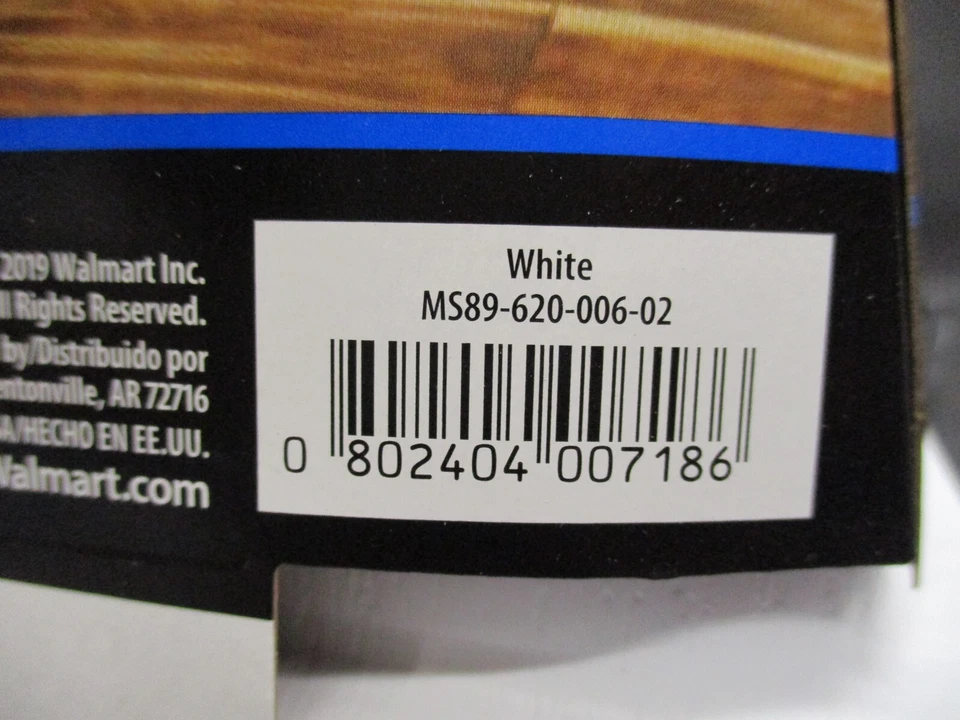 2019 Walmart Inc.
Rights Reserved.
by/Distribuido por
AR 72716
HECHO EN EE.UU.
Walmart.com
White
MS89-620-006-02
0 802404 007186